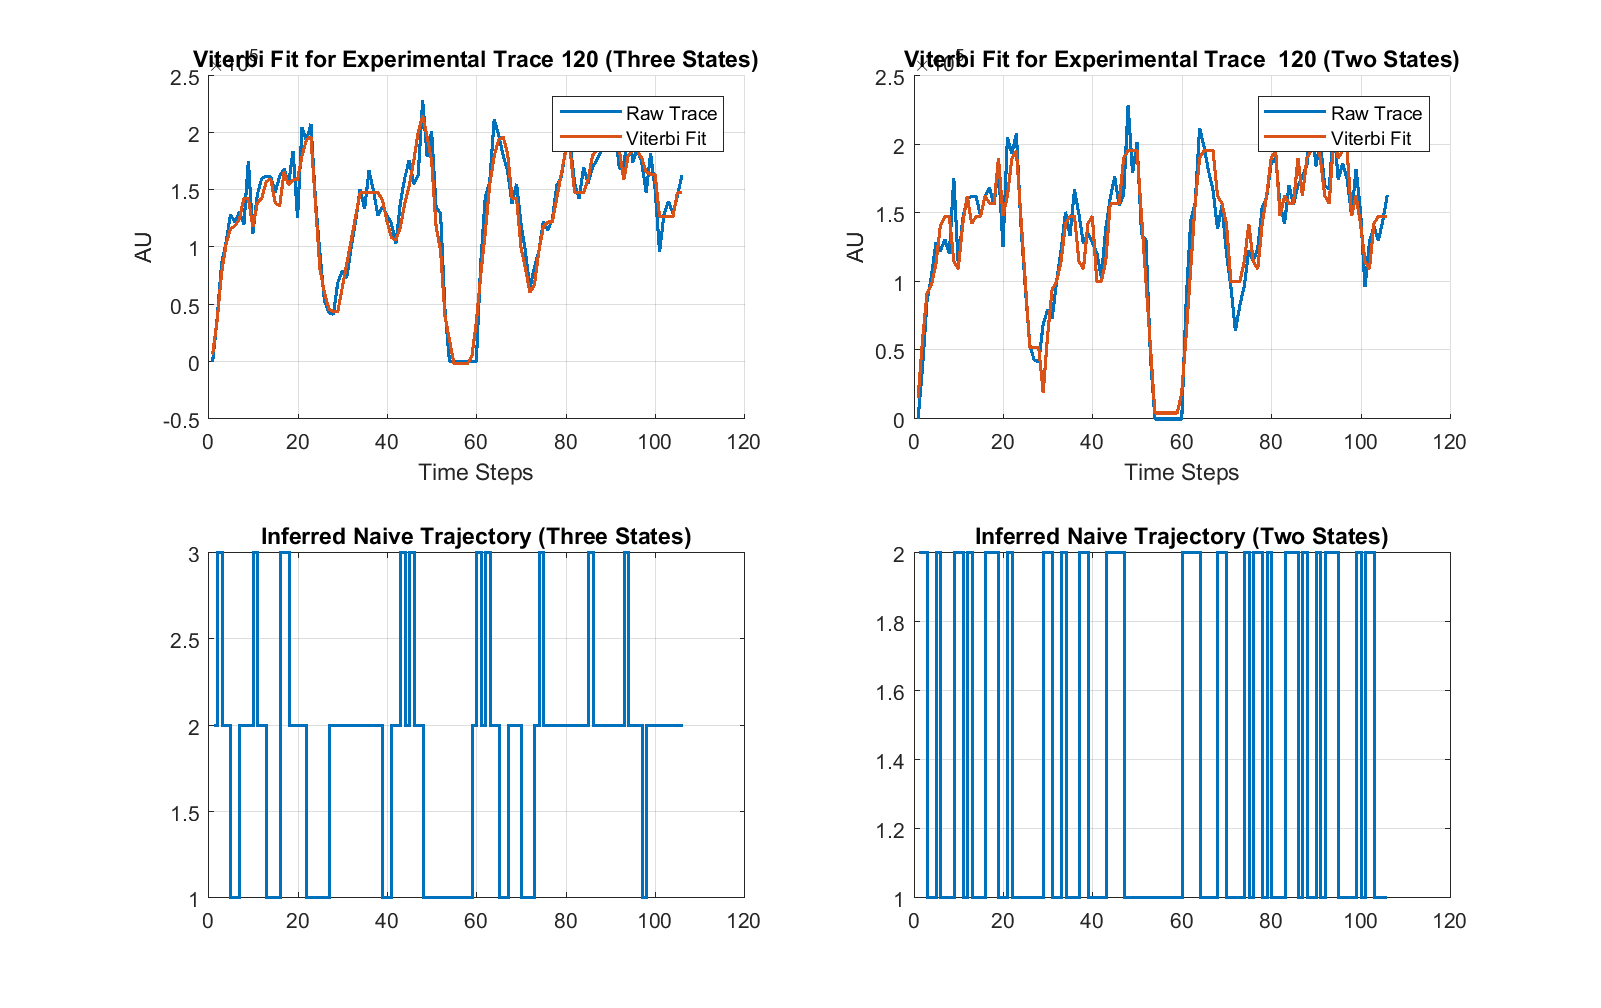 Viterbi Fit for Experimental Trace 120 (Three States)
×10^5
2.5
2
1.5
1
0.5
0
-0.5
AU
Raw Trace
Viterbi Fit
0 20 40 60 80 100 120
Time Steps
Viterbi Fit for Experimental Trace 120 (Two States)
×10^5
2.5
2
1.5
1
0.5
0
AU
Raw Trace
Viterbi Fit
0 20 40 60 80 100 120
Time Steps
Inferred Naive Trajectory (Three States)
3
2.5
2
1.5
1
0 20 40 60 80 100 120
Inferred Naive Trajectory (Two States)
2
1.8
1.6
1.4
1.2
1
0 20 40 60 80 100 120